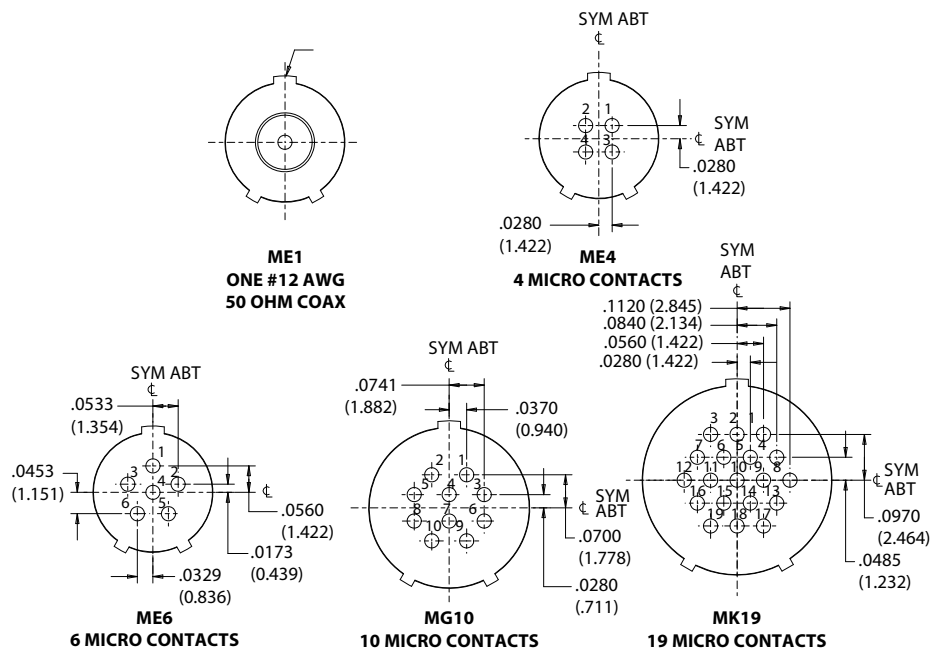 SYM ABT
℄
2 1
4 3
SYM
ABT
℄
.0280
(1.422)
.0280
(1.422)
ME1
ONE #12 AWG
50 OHM COAX
ME4
4 MICRO CONTACTS
SYM
ABT
℄
.1120 (2.845)
.0840 (2.134)
.0560 (1.422)
.0280 (1.422)
SYM ABT
℄
.0533
(1.354)
.0453
(1.151)
1
3 2
4
6 5
℄
.0560
(1.422)
.0173
(0.439)
.0329
(0.836)
ME6
6 MICRO CONTACTS
SYM ABT
℄
.0741
(1.882)
.0370
(0.940)
2 1
5 4 3
8 7 6
10 9
SYM
℄
ABT
.0700
(1.778)
.0280
(.711)
MG10
10 MICRO CONTACTS
3 2 1
7 6 5 4
12 11 10 9 8
16 15 14 13
19 18 17
℄ SYM
ABT
.0970
(2.464)
.0485
(1.232)
MK19
19 MICRO CONTACTS